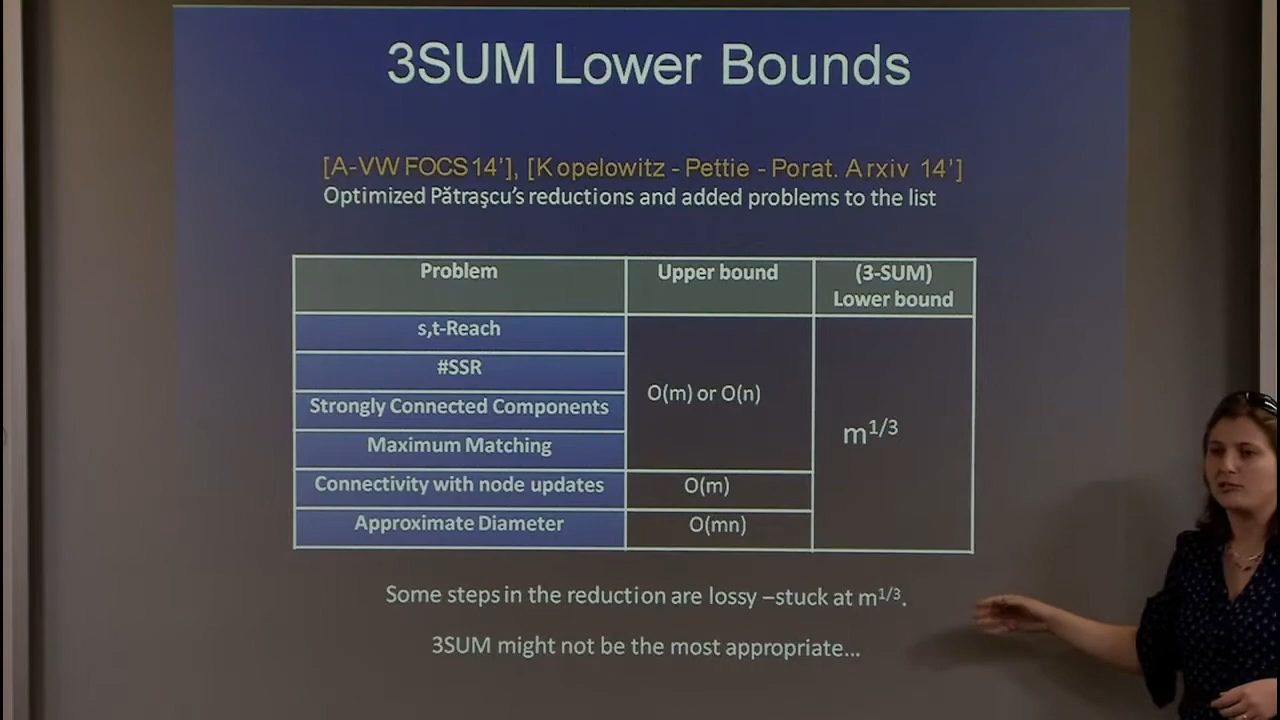 3SUM Lower Bounds
[A-VW FOCS 14'], [Kopelowitz - Pettie - Porat. Arxiv 14']
Optimized Pătraşcu's reductions and added problems to the list
Problem
Upper bound
(3-SUM)
Lower bound
s,t-Reach
#SSR
Strongly Connected Components
Maximum Matching
O(m) or O(n)
m^1/3
Connectivity with node updates
O(m)
Approximate Diameter
O(mn)
Some steps in the reduction are lossy –stuck at m^1/3.
3SUM might not be the most appropriate…